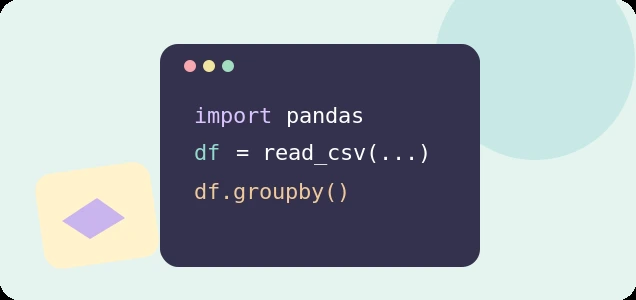 import pandas
df = read_csv(...)
df.groupby()